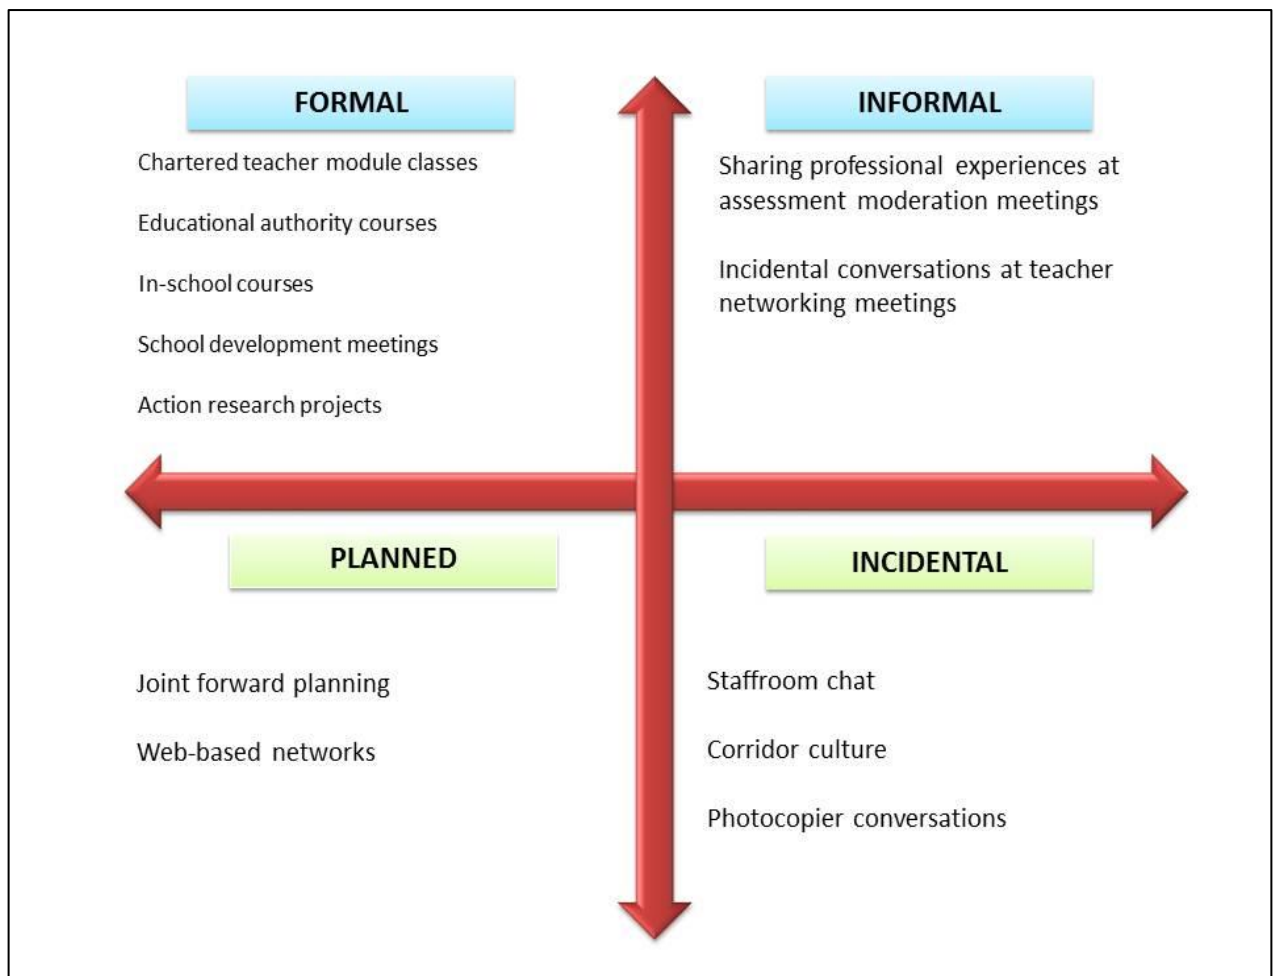 FORMAL
Chartered teacher module classes
Educational authority courses
In-school courses
School development meetings
Action research projects
INFORMAL
Sharing professional experiences at
assessment moderation meetings
Incidental conversations at teacher
networking meetings
PLANNED
Joint forward planning
Web-based networks
INCIDENTAL
Staffroom chat
Corridor culture
Photocopier conversations